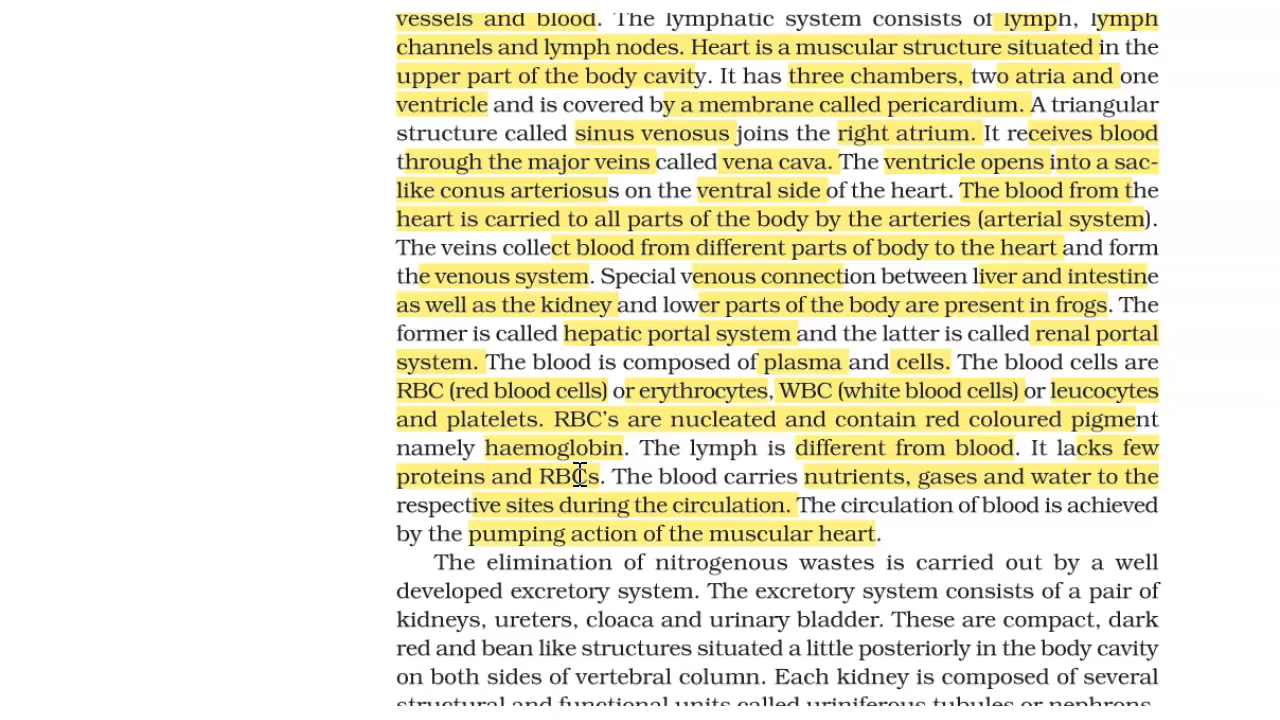 vessels and blood. The lymphatic system consists of lymph, lymph
channels and lymph nodes. Heart is a muscular structure situated in the
upper part of the body cavity. It has three chambers, two atria and one
ventricle and is covered by a membrane called pericardium. A triangular
structure called sinus venosus joins the right atrium. It receives blood
through the major veins called vena cava. The ventricle opens into a sac-
like conus arteriosus on the ventral side of the heart. The blood from the
heart is carried to all parts of the body by the arteries (arterial system).
The veins collect blood from different parts of body to the heart and form
the venous system. Special venous connection between liver and intestine
as well as the kidney and lower parts of the body are present in frogs. The
former is called hepatic portal system and the latter is called renal portal
system. The blood is composed of plasma and cells. The blood cells are
RBC (red blood cells) or erythrocytes, WBC (white blood cells) or leucocytes
and platelets. RBC’s are nucleated and contain red coloured pigment
namely haemoglobin. The lymph is different from blood. It lacks few
proteins and RBCs. The blood carries nutrients, gases and water to the
respective sites during the circulation. The circulation of blood is achieved
by the pumping action of the muscular heart.
The elimination of nitrogenous wastes is carried out by a well
developed excretory system. The excretory system consists of a pair of
kidneys, ureters, cloaca and urinary bladder. These are compact, dark
red and bean like structures situated a little posteriorly in the body cavity
on both sides of vertebral column. Each kidney is composed of several
structural and functional units called uriniferous tubules or nephrons.